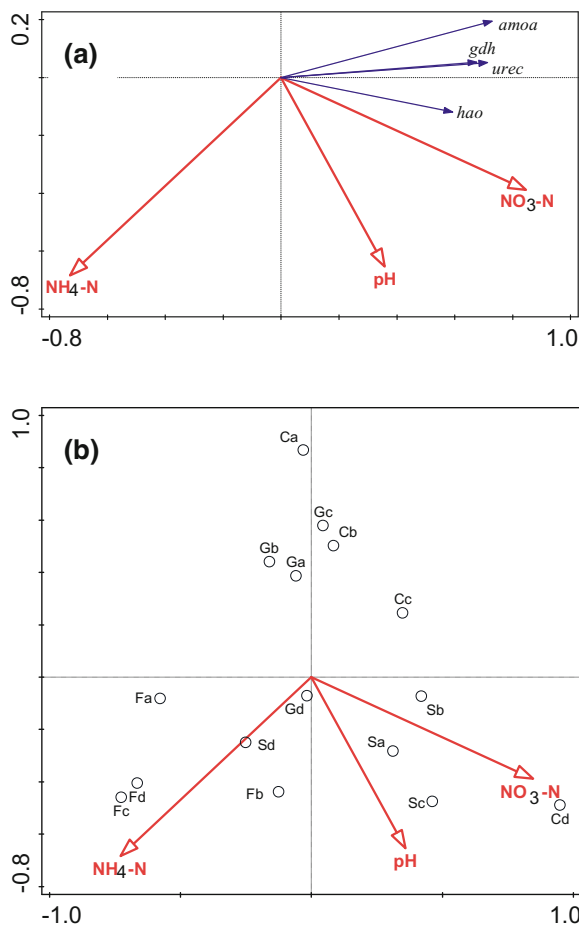 0.2
(a)
amoa
gdh
urec
hao
NO3-N
NH4-N
pH
-0.8
-0.8
1.0
1.0
(b)
Ca
Gc
Cb
Gb
Ga
Cc
Fa
Gd
Sb
Sd
Sa
Fd
Fc
Fb
Sc
NO3-N
Cd
NH4-N
pH
-0.8
-1.0
1.0